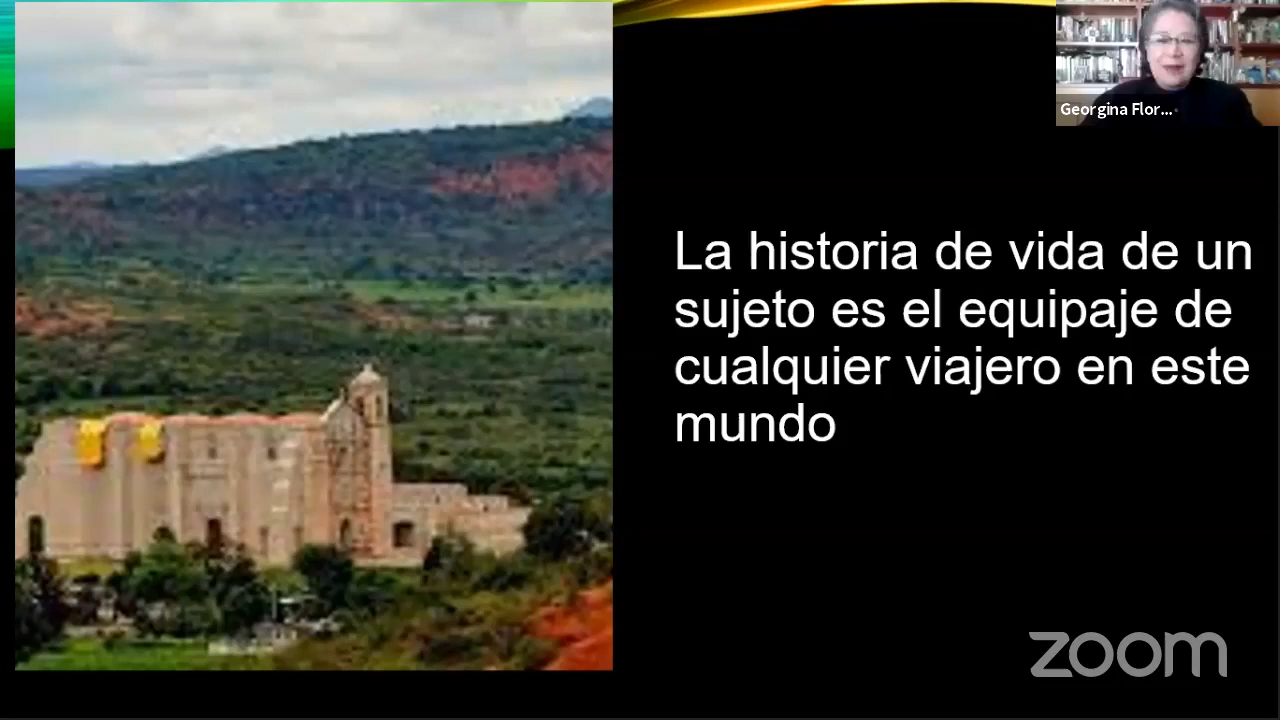 Georgina Flor...
La historia de vida de un
sujeto es el equipaje de
cualquier viajero en este
mundo
zoom